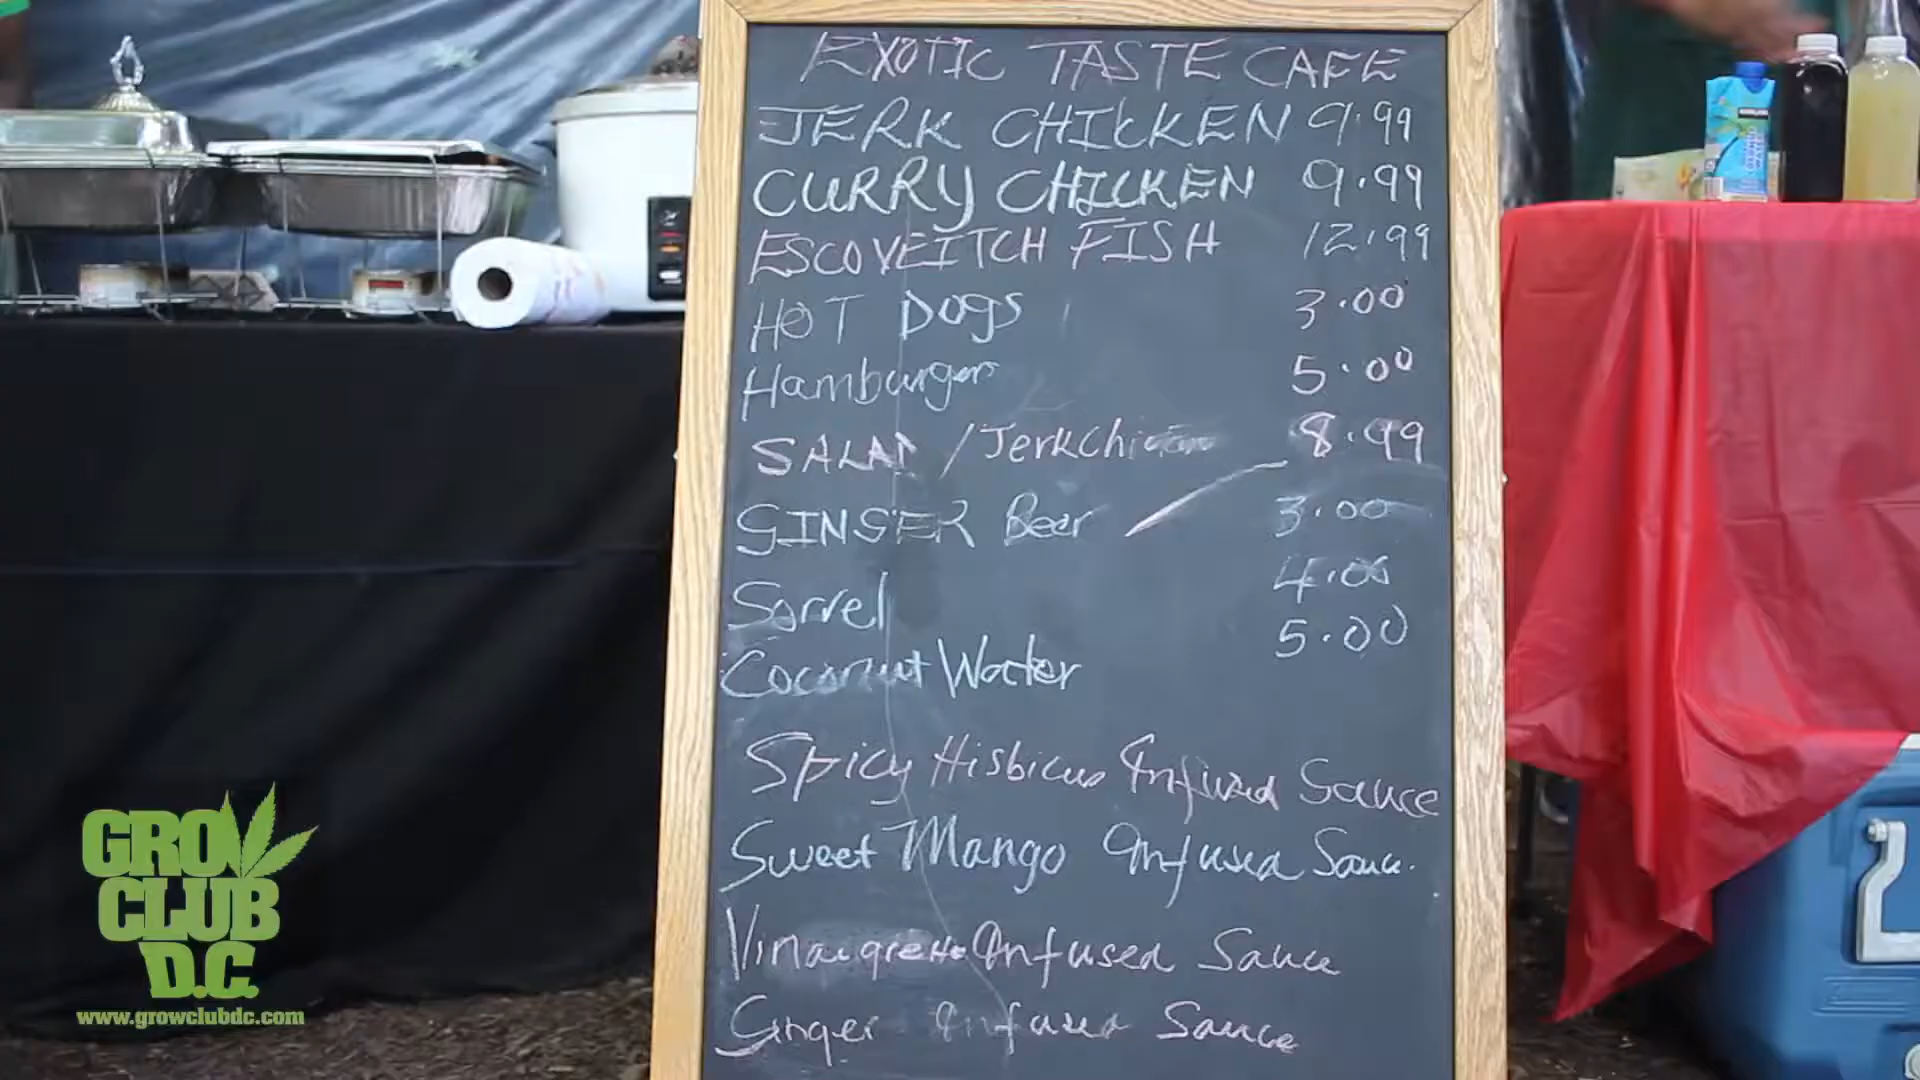 EXOTIC TASTE CAFE
JERK CHICKEN 9.99
CURRY CHICKEN 9.99
ESCOVEITCH FISH 12.99
HOT DOGS 3.00
Hamburger 5.00
SALAD / Jerk Chicken 8.99
GINGER Beer 3.00
Sorrel 4.00
Coconut Water 5.00
Spicy Hisbicus Infused Sauce
Sweet Mango Infused Sauce.
Vinaigrette Infused Sauce
Ginger Infused Sauce
GROW
CLUB
D.C.
www.growclubdc.com